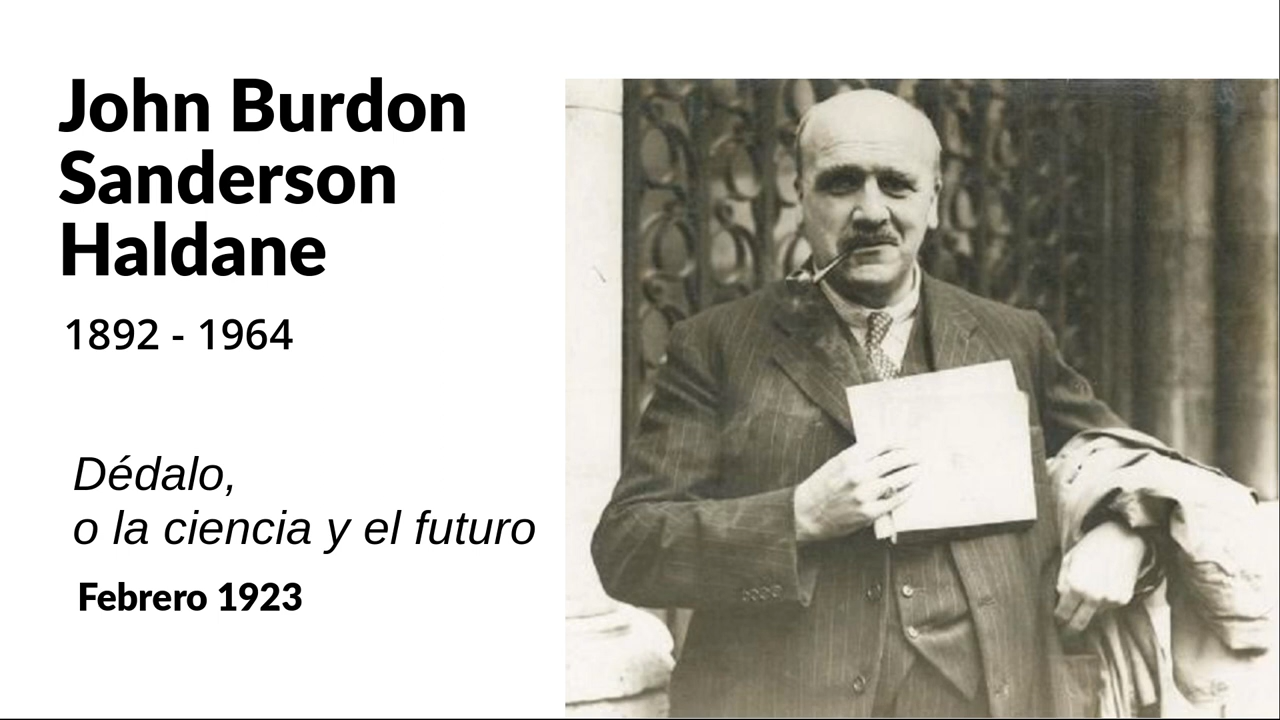 John Burdon
Sanderson
Haldane
1892 - 1964
Dédalo,
o la ciencia y el futuro
Febrero 1923